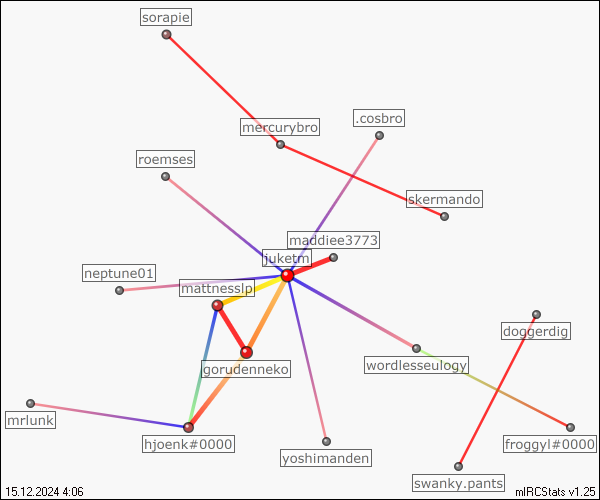 sorapie
.cosbro
mercurybro
roemses
skermando
maddiee3773
juketm
neptune01
mattnesslp
doggerdig
gorudenneko
wordlesseulogy
mrlunk
hjoenk#0000
froggyl#0000
yoshimanden
swanky.pants
15.12.2024 4:06
mIRCStats v1.25